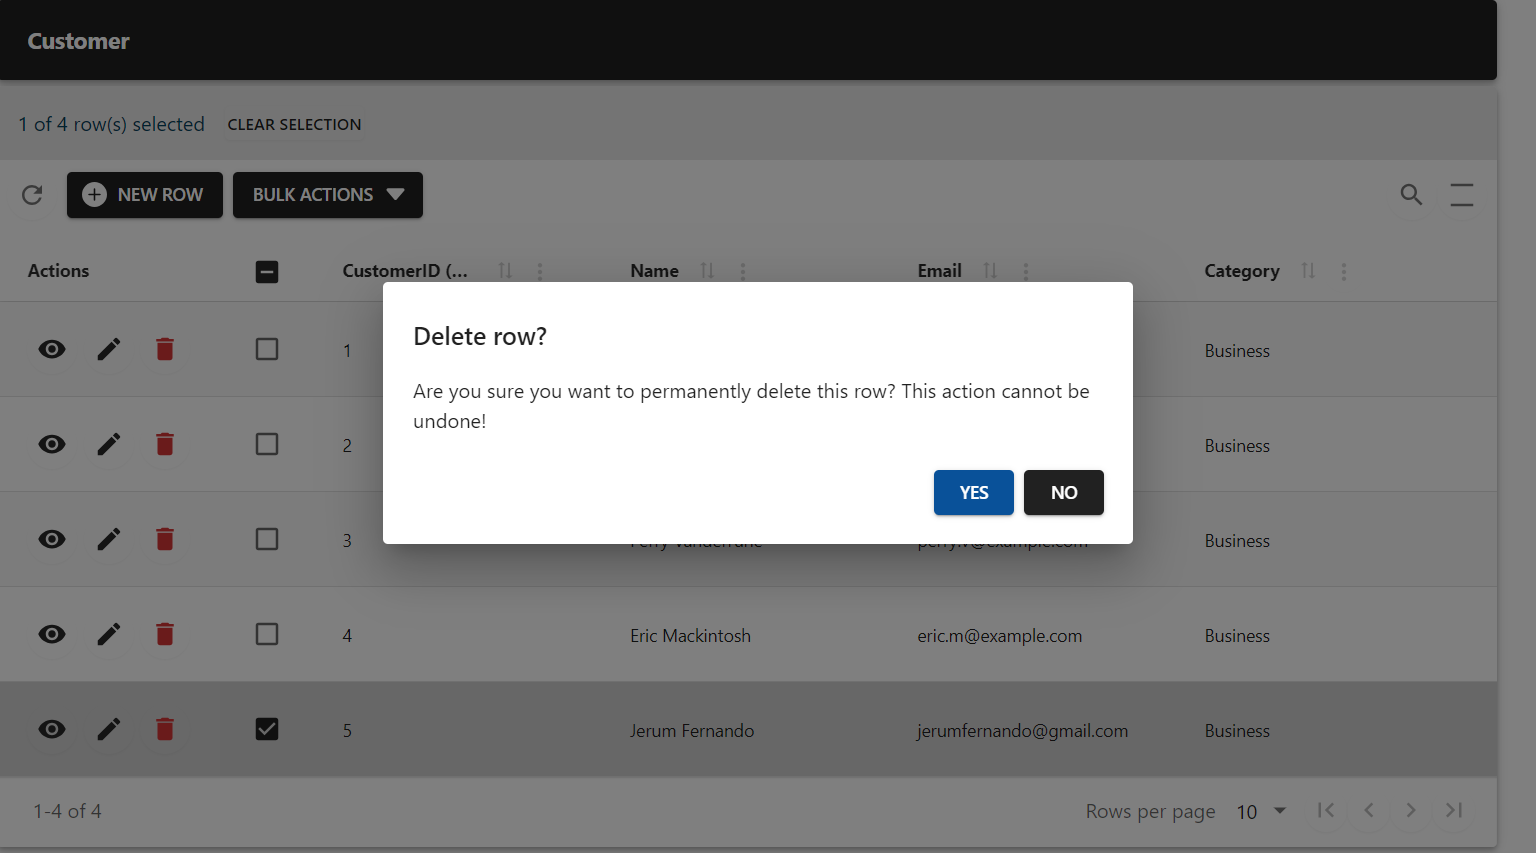 Customer
1 of 4 row(s) selected CLEAR SELECTION
NEW ROW BULK ACTIONS
Actions CustomerID (... Name Email Category
Delete row?
Are you sure you want to permanently delete this row? This action cannot be
undone!
YES NO
1 Business
2 Business
3 Business
4 Eric Mackintosh eric.m@example.com Business
5 Jerum Fernando jerumfernando@gmail.com Business
1-4 of 4 Rows per page 10